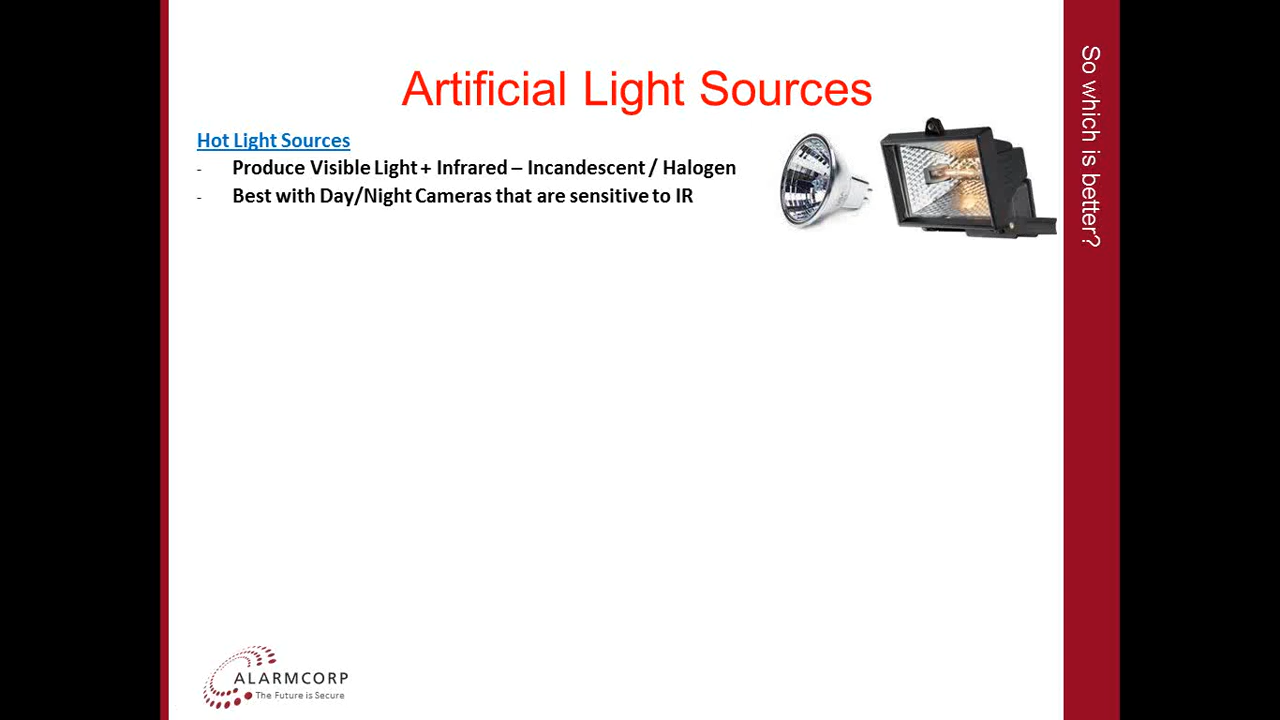 Artificial Light Sources
Hot Light Sources
- Produce Visible Light + Infrared – Incandescent / Halogen
- Best with Day/Night Cameras that are sensitive to IR
So which is better?
ALARMCORP
The Future is Secure